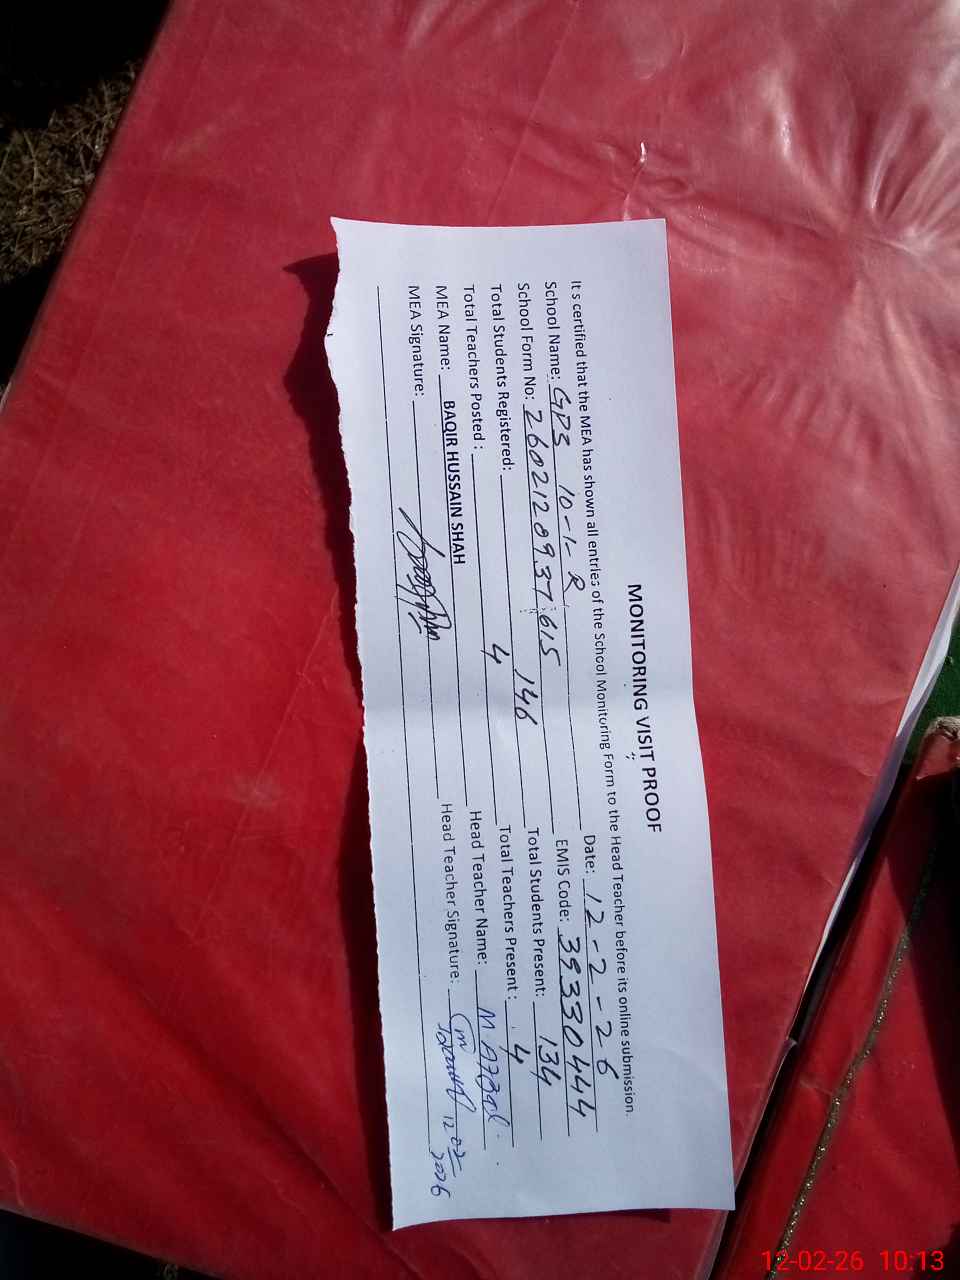 MONITORING VISIT PROOF
It s certified that the MEA has shown all entries of the School Monitoring Form to the Head Teacher before its online submission.
School Name: GPS 10-1-R Date: 12-2-26
School Form No: 2602128937615 EMIS Code: 39330444
Total Students Registered: 146 Total Students Present: 134
Total Teachers Posted : 4 Total Teachers Present : 4
MEA Name: BAQIR HUSSAIN SHAH Head Teacher Name: M. Afzal
MEA Signature: Head Teacher Signature:
12 02
2026
12-02-26 10:13